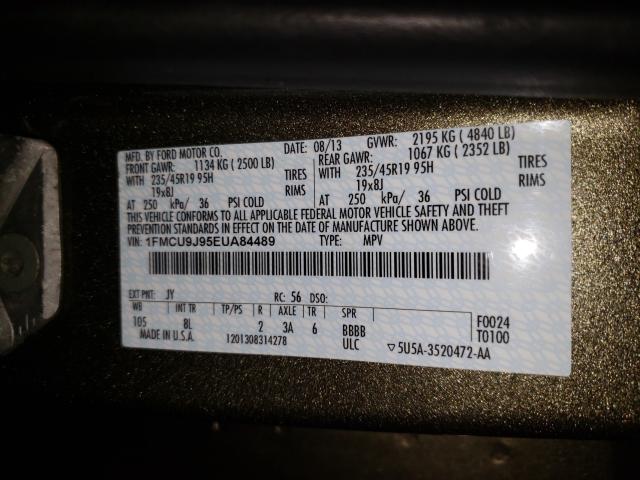 MFD. BY FORD MOTOR CO. DATE: 08/13 GVWR: 2195 KG ( 4840 LB)
FRONT GAWR: 1134 KG ( 2500 LB) REAR GAWR: 1067 KG ( 2352 LB)
WITH 235/45R19 95H TIRES WITH 235/45R19 95H TIRES
19x8J RIMS 19x8J RIMS
AT 250 kPa/ 36 PSI COLD AT 250 kPa/ 36 PSI COLD
THIS VEHICLE CONFORMS TO ALL APPLICABLE FEDERAL MOTOR VEHICLE SAFETY AND THEFT
PREVENTION STANDARDS IN EFFECT ON THE DATE OF MANUFACTURE SHOWN ABOVE.
VIN: 1FMCU9J95EUA84489 TYPE: MPV
EXT PNT: JY RC: 56 DSO:
WB INT TR TP/PS R AXLE TR SPR F0024
105 8L 2 3A 6 BBBB T0100
MADE IN U.S.A. 1201308314278 ULC ▽5U5A-3520472-AA